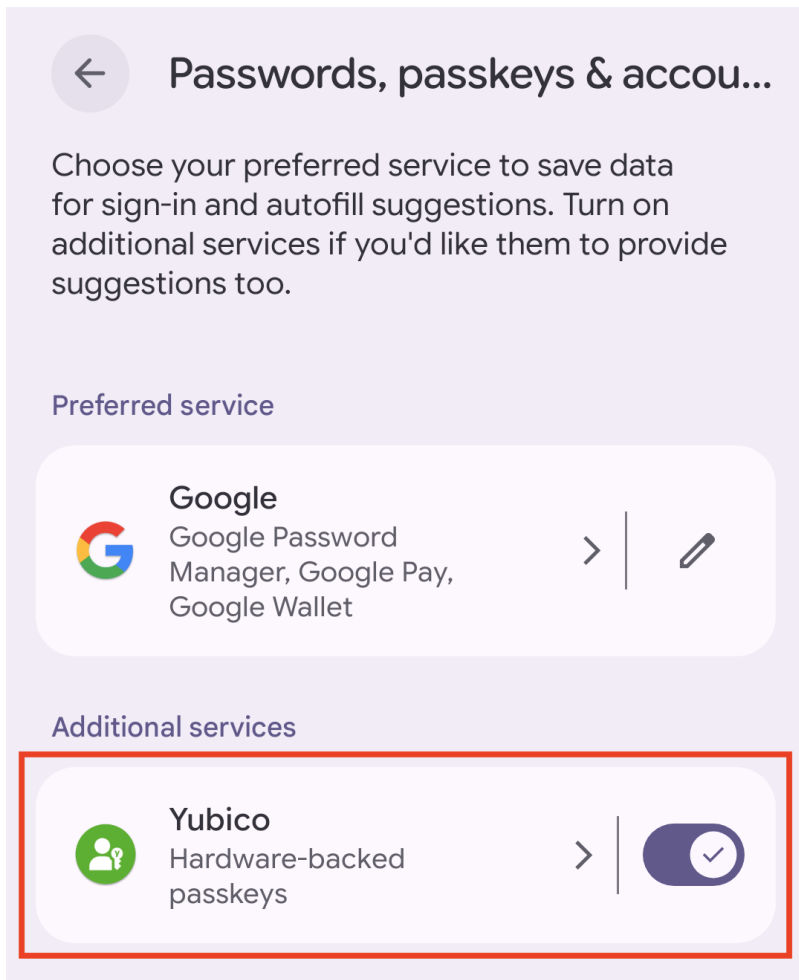 Passwords, passkeys & accou...
Choose your preferred service to save data
for sign-in and autofill suggestions. Turn on
additional services if you'd like them to provide
suggestions too.
Preferred service
Google
Google Password
Manager, Google Pay,
Google Wallet
Additional services
Yubico
Hardware-backed
passkeys